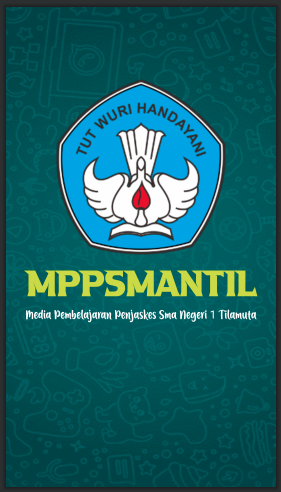 TUT WURI HANDAYANI
MPPSMANTIL
Media Pembelajaran Penjaskes Sma Negeri 1 Tilamuta